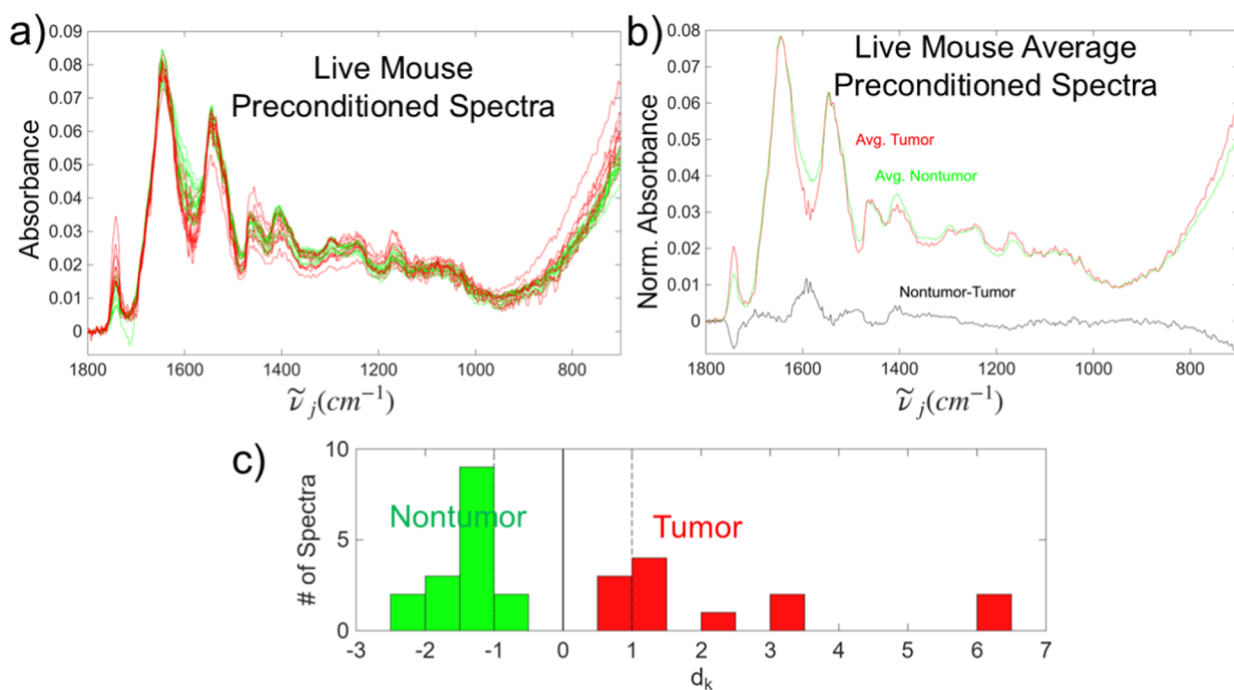 a)
Live Mouse
Preconditioned Spectra
Absorbance
0.09
0.08
0.07
0.06
0.05
0.04
0.03
0.02
0.01
0
1800 1600 1400 1200 1000 800
ν̃ j(cm⁻¹)
b)
Live Mouse Average
Preconditioned Spectra
Norm. Absorbance
0.08
0.07
0.06
0.05
0.04
0.03
0.02
0.01
0
Avg. Tumor
Avg. Nontumor
Nontumor-Tumor
1800 1600 1400 1200 1000 800
ν̃ j(cm⁻¹)
c)
# of Spectra
10
5
0
Nontumor
Tumor
-3 -2 -1 0 1 2 3 4 5 6 7
dk